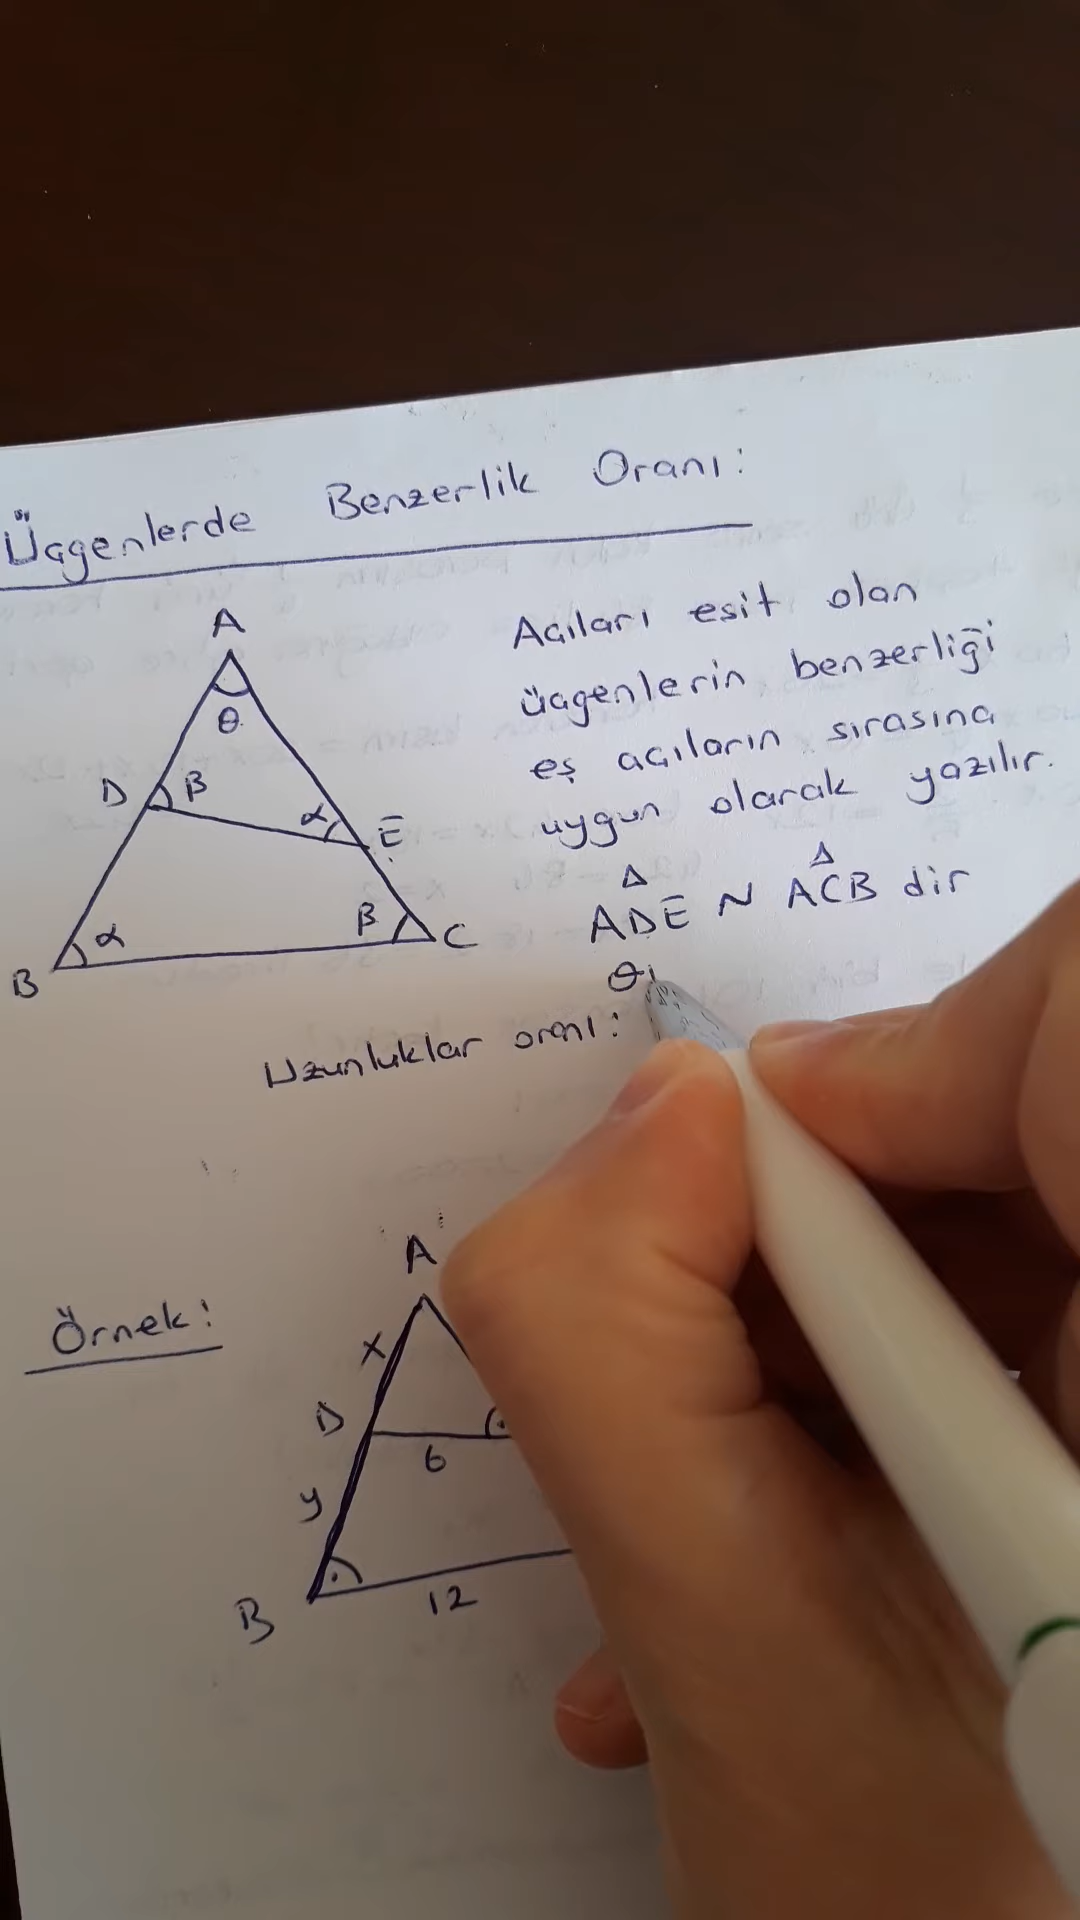 Üçgenlerde Benzerlik Oranı:
A
θ
D β
α E
β C
α
B
Açıları eşit olan
üçgenlerin benzerliği
eş açıların sırasına
uygun olarak yazılır.
Δ Δ
ADE ~ ACB dir
θ
Uzunluklar oranı:
Örnek:
A
x
D
6
y
B
12